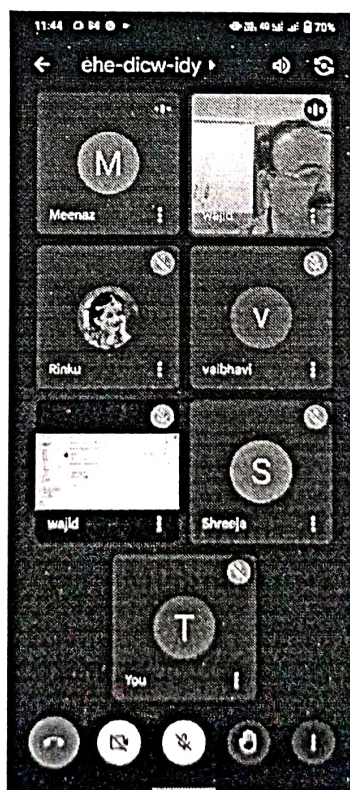 11:44
70%
ehe-dicw-idy
M
Meenaz
wajid
Rinku
V
vaibhavi
wajid
S
Shreeja
T
You